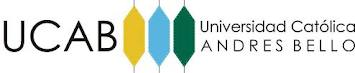 UCAB
Universidad Católica
ANDRES BELLO